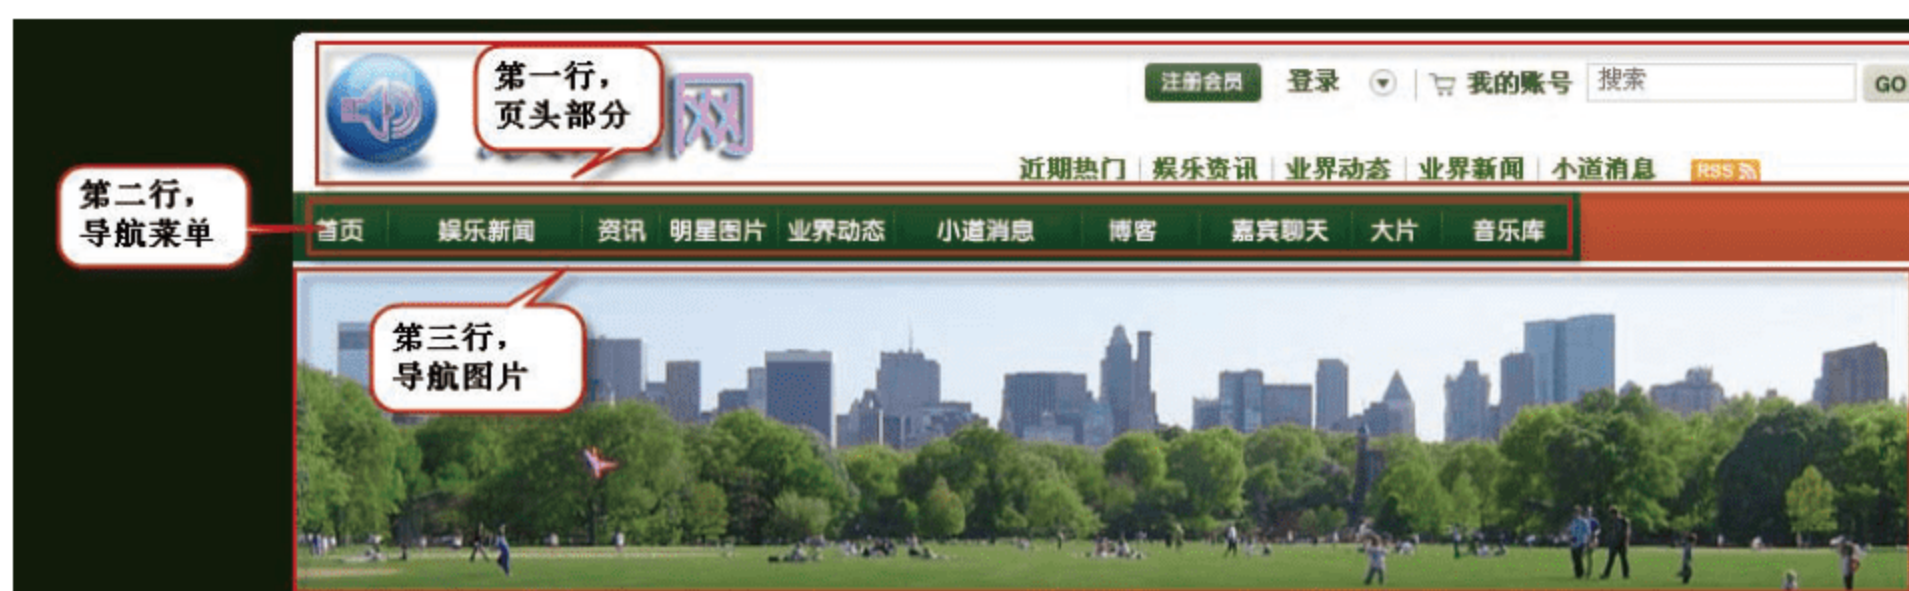 第一行，
页头部分
网
注册会员 登录 我的账号 搜索 GO
近期热门 娱乐资讯 业界动态 业界新闻 小道消息 RSS
第二行，
导航菜单
首页 娱乐新闻 资讯 明星图片 业界动态 小道消息 博客 嘉宾聊天 大片 音乐库
第三行，
导航图片